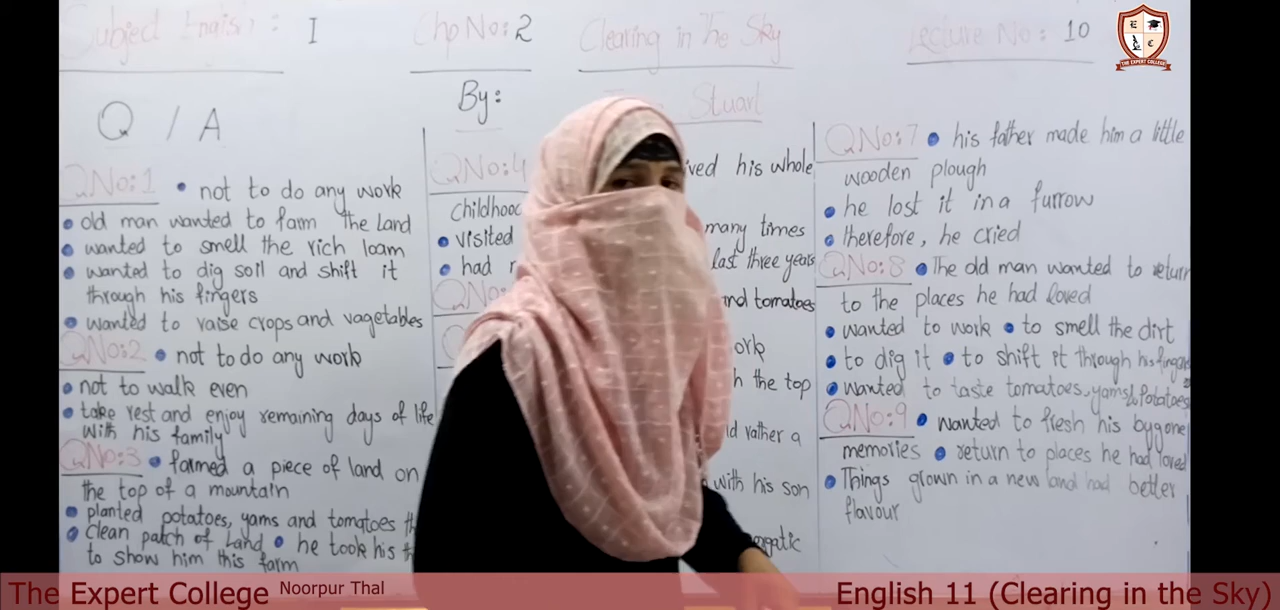 Subject English: I
Chp No: 2
Clearing in The Sky
Lecture No: 10
THE EXPERT COLLEGE
By:
Stuart
Q / A
QNo:1 • not to do any work
• old man wanted to farm the Land
• wanted to smell the rich loam
• wanted to dig soil and shift it
through his fingers
• wanted to raise crops and vagetables
QNo:2 • not to do any work
• not to walk even
• take rest and enjoy remaining days of life
with his family
QNo:3 • farmed a piece of land on
the top of a mountain
• planted potatoes, yams and tomatoes
• clean patch of Land • he took his
to show him this farm
QNo:4 his whole
• visited many times
• had last three years
and tomatoes
the top
rather a
with his son
QNo:7 • his father made him a little
wooden plough
• he lost it in a furrow
• therefore, he cried
QNo:8 • The old man wanted to return
to the places he had loved
• wanted to work • to smell the dirt
• to dig it • to shift it through his fingers
• wanted to taste tomatoes, yams & Potatoes
QNo:9 • wanted to fresh his bygone
memories • return to places he had loved
• Things grown in a new land had better
flavour
The Expert College Noorpur Thal
English 11 (Clearing in the Sky)